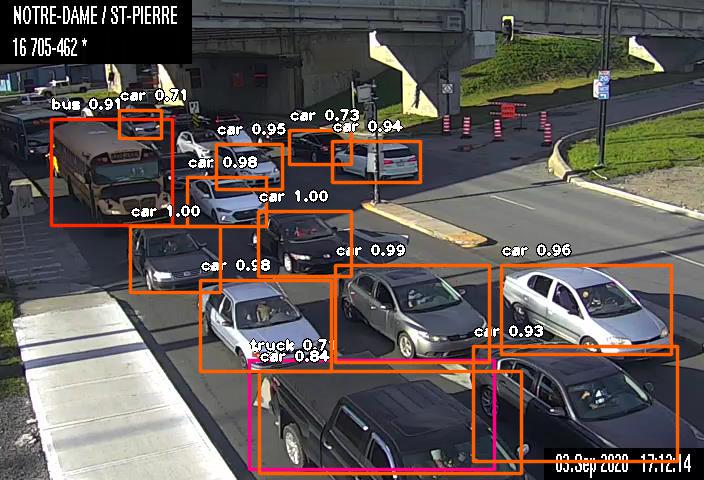 NOTRE-DAME / ST-PIERRE
16 705-462 *
car 0.71
bus 0.91
car 0.73
car 0.95
car 0.94
car 0.98
car 1.00
car 1.00
car 0.99
car 0.96
car 0.98
car 0.93
truck 0.71
car 0.84
03.Sep 2020 17:12:14